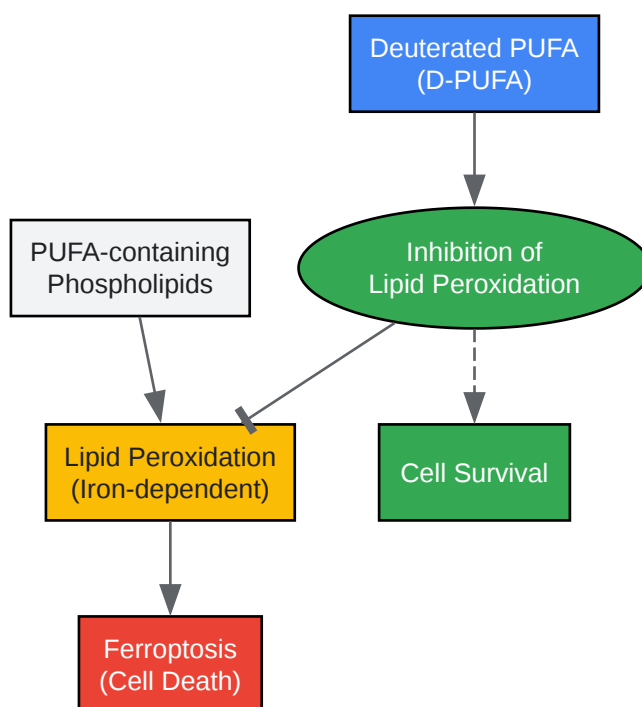 Deuterated PUFA
(D-PUFA)
PUFA-containing
Phospholipids
Inhibition of
Lipid Peroxidation
Lipid Peroxidation
(Iron-dependent)
Cell Survival
Ferroptosis
(Cell Death)